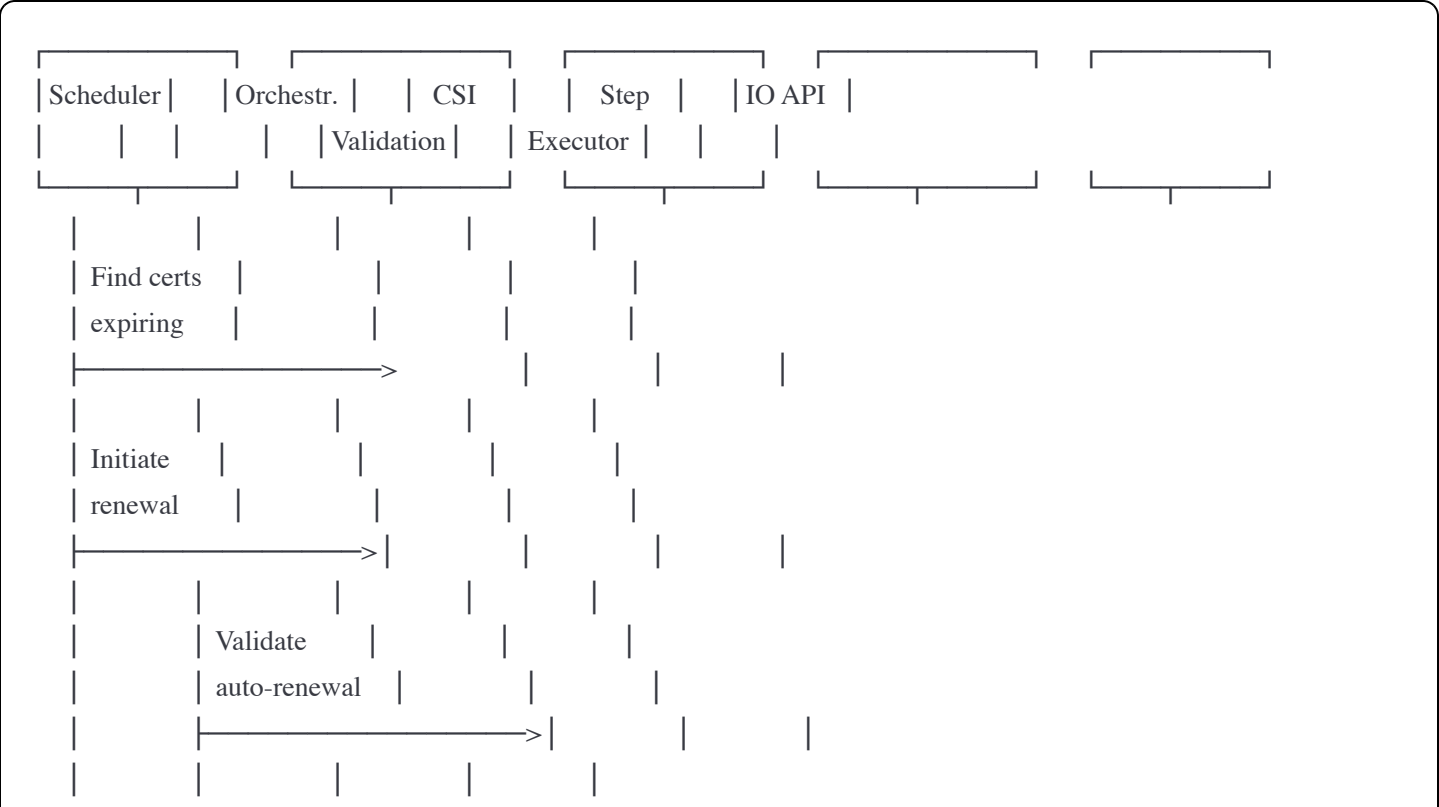 ┌──────────┐ ┌───────────┐ ┌──────────┐ ┌───────────┐ ┌─────────┐
│Scheduler│ │Orchestr. │ │ CSI │ │ Step │ │IO API │
│ │ │ │ │Validation│ │ Executor │ │ │
└─────┬────┘ └─────┬─────┘ └─────┬────┘ └─────┬─────┘ └────┬────┘
│ │ │ │ │
│ Find certs │ │ │ │
│ expiring │ │ │ │
├────────────────> │ │ │
│ │ │ │ │
│ Initiate │ │ │ │
│ renewal │ │ │ │
├───────────────>│ │ │ │
│ │ │ │ │
│ │ Validate │ │ │
│ │ auto-renewal │ │ │
│ ├─────────────────>│ │ │
│ │ │ │ │